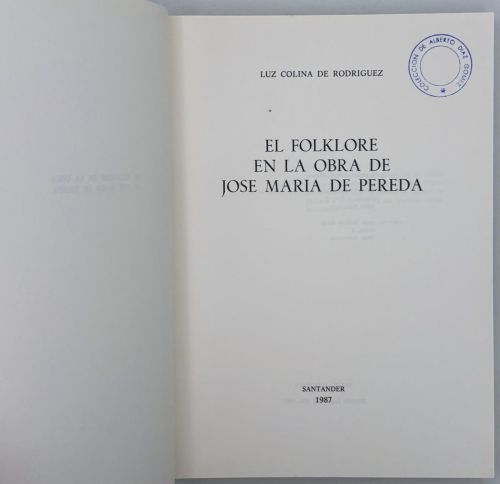 LUZ COLINA DE RODRIGUEZ
COLECCION DE ALBERTO DIAZ GOMEZ
EL FOLKLORE
EN LA OBRA DE
JOSE MARIA DE PEREDA
SANTANDER
1987